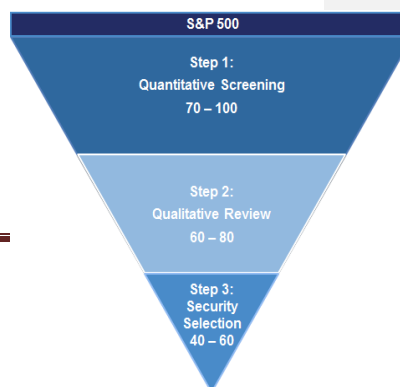 S&P 500
Step 1:
Quantitative Screening
70 – 100
Step 2:
Qualitative Review
60 – 80
Step 3:
Security
Selection
40 – 60